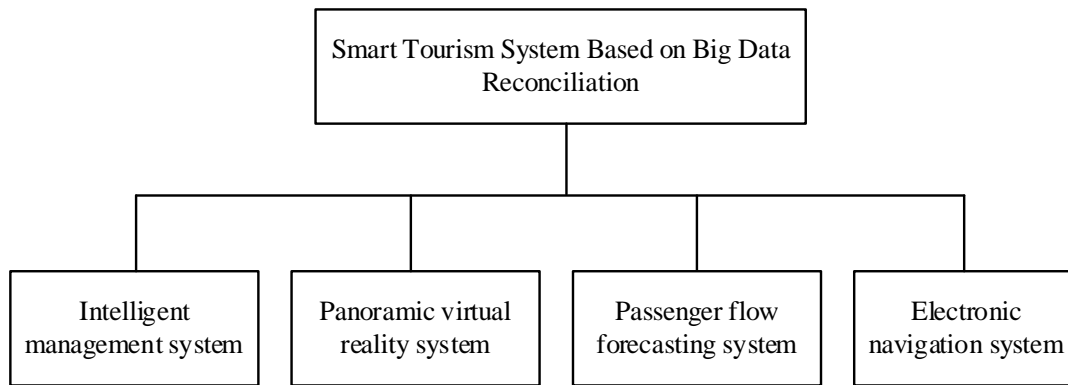 Smart Tourism System Based on Big Data
Reconciliation
Intelligent
management system
Panoramic virtual
reality system
Passenger flow
forecasting system
Electronic
navigation system